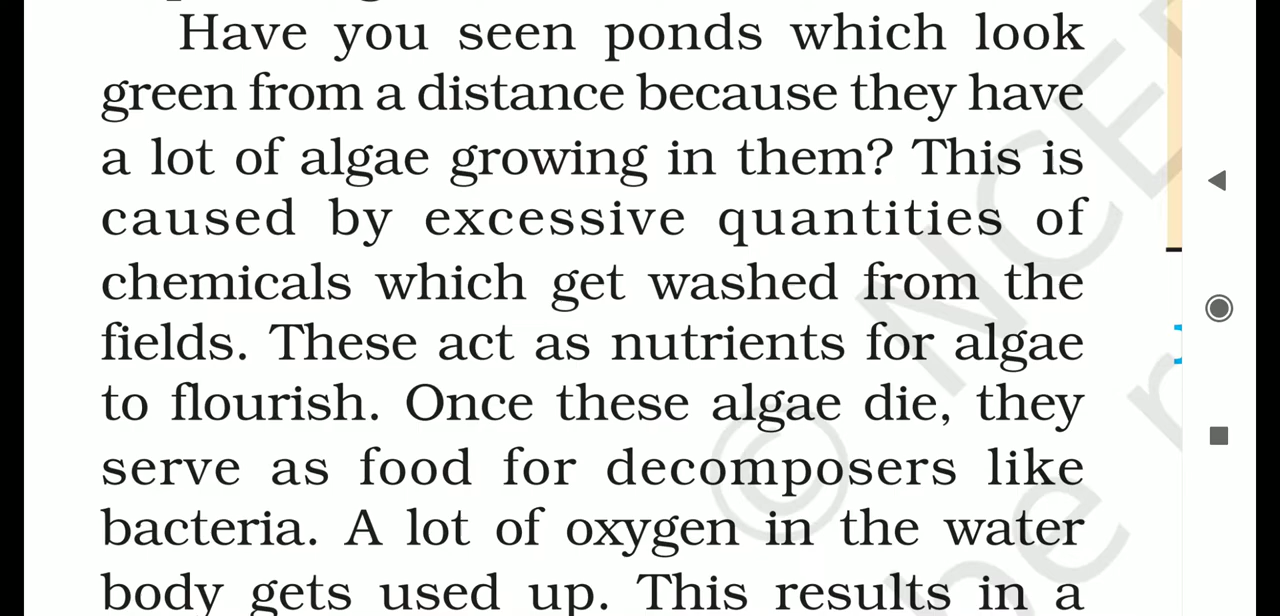 Have you seen ponds which look
green from a distance because they have
a lot of algae growing in them? This is
caused by excessive quantities of
chemicals which get washed from the
fields. These act as nutrients for algae
to flourish. Once these algae die, they
serve as food for decomposers like
bacteria. A lot of oxygen in the water
body gets used up. This results in a